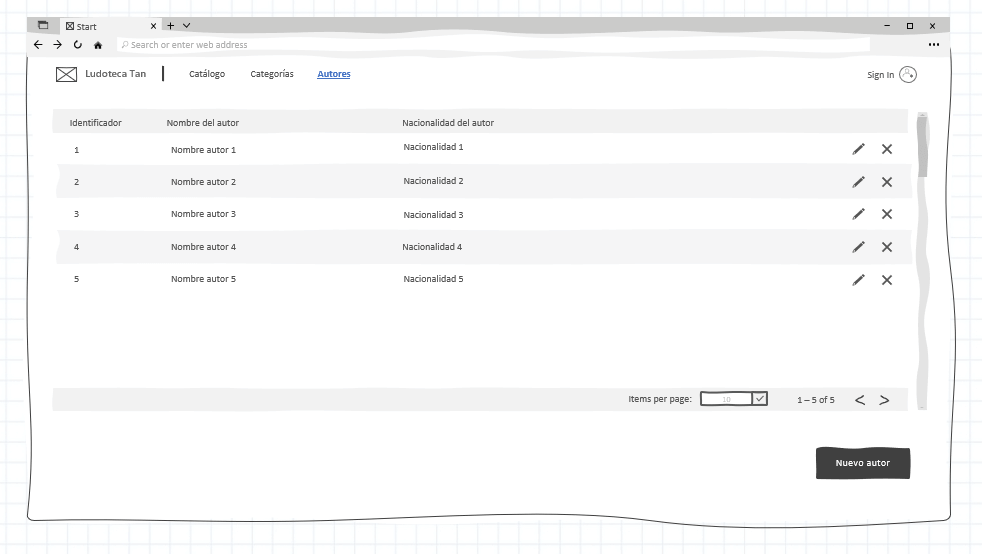 Start
Search or enter web address
Ludoteca Tan Catálogo Categorías Autores Sign In
Identificador Nombre del autor Nacionalidad del autor
1 Nombre autor 1 Nacionalidad 1
2 Nombre autor 2 Nacionalidad 2
3 Nombre autor 3 Nacionalidad 3
4 Nombre autor 4 Nacionalidad 4
5 Nombre autor 5 Nacionalidad 5
Items per page: 10 1 – 5 of 5
Nuevo autor